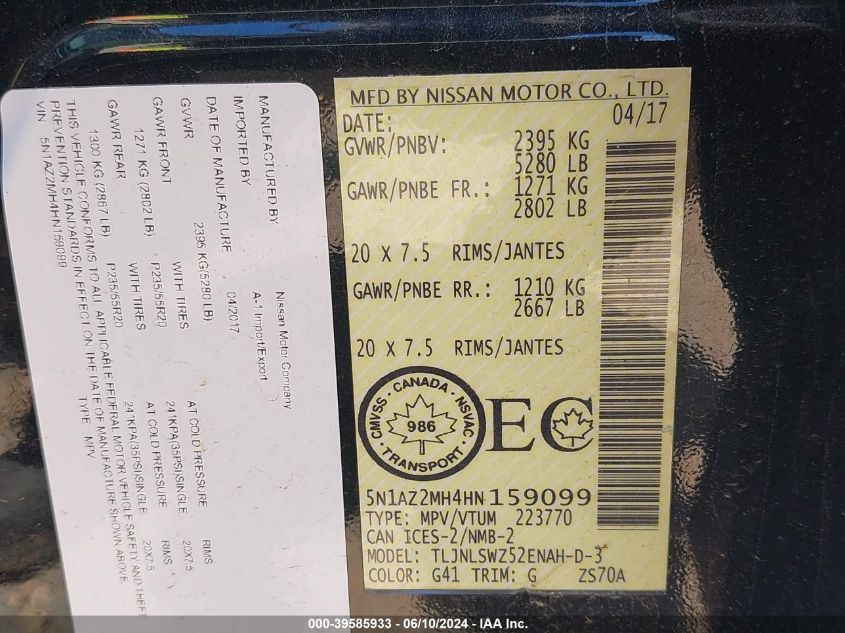 MFD BY NISSAN MOTOR CO., LTD.
DATE: 04/17
GVWR/PNBV: 2395 KG
5280 LB
GAWR/PNBE FR.: 1271 KG
2802 LB
20 X 7.5 RIMS/JANTES
GAWR/PNBE RR.: 1210 KG
2667 LB
20 X 7.5 RIMS/JANTES
CANADA
CMVSS NSVAC
986
TRANSPORT
EC
5N1AZ2MH4HN159099
TYPE: MPV/VTUM 223770
CAN ICES-2/NMB-2
MODEL: TLJNLSWZ52ENAH-D-3
COLOR: G41 TRIM: G ZS70A
MANUFACTURED BY Nissan Motor Company
IMPORTED BY A-1 Import/Export
DATE OF MANUFACTURE 04/2017
GVWR 2395 KG(5280 LB)
GAWR FRONT WITH TIRES AT COLD PRESSURE RIMS
1271 KG (2802 LB) P235/55R20 241KPA(35PSI)SINGLE 20X7.5
GAWR REAR WITH TIRES AT COLD PRESSURE RIMS
1300 KG (2867 LB) P235/55R20 241KPA(35PSI)SINGLE 20X7.5
THIS VEHICLE CONFORMS TO ALL APPLICABLE FEDERAL MOTOR VEHICLE SAFETY AND THEFT
PREVENTION STANDARDS IN EFFECT ON THE DATE OF MANUFACTURE SHOWN ABOVE.
VIN 5N1AZ2MH4HN159099 TYPE MPV
000-39585933 - 06/10/2024 - IAA Inc.